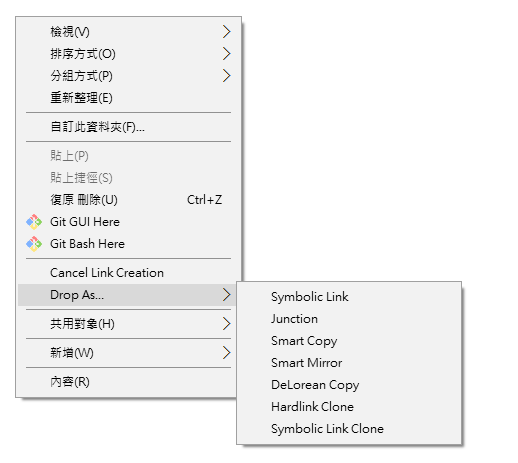 檢視(V)
排序方式(O)
分組方式(P)
重新整理(E)
自訂此資料夾(F)...
貼上(P)
貼上捷徑(S)
復原 刪除(U) Ctrl+Z
Git GUI Here
Git Bash Here
Cancel Link Creation
Drop As...
共用對象(H)
新增(W)
內容(R)
Symbolic Link
Junction
Smart Copy
Smart Mirror
DeLorean Copy
Hardlink Clone
Symbolic Link Clone